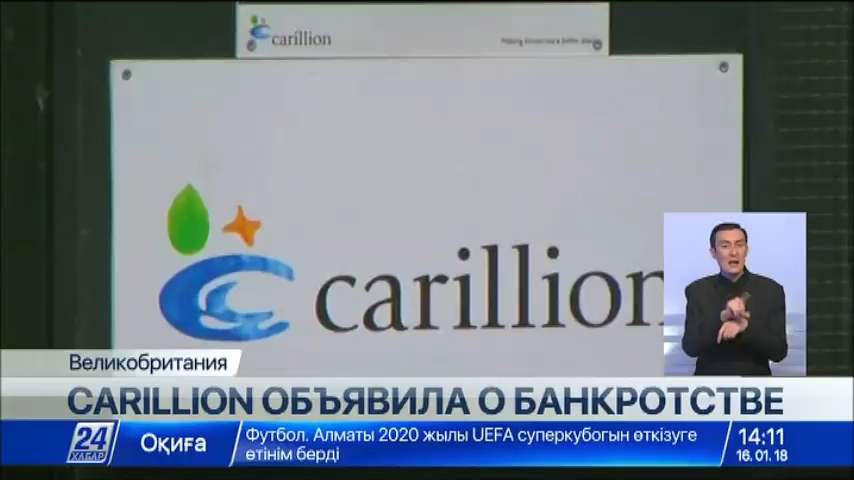 carillion
carillion
Великобритания
CARILLION ОБЪЯВИЛА О БАНКРОТСТВЕ
24
ХАБАР
Оқиға
Футбол. Алматы 2020 жылы UEFA суперкубогын өткізуге
өтінім берді
14:11
16.01.18